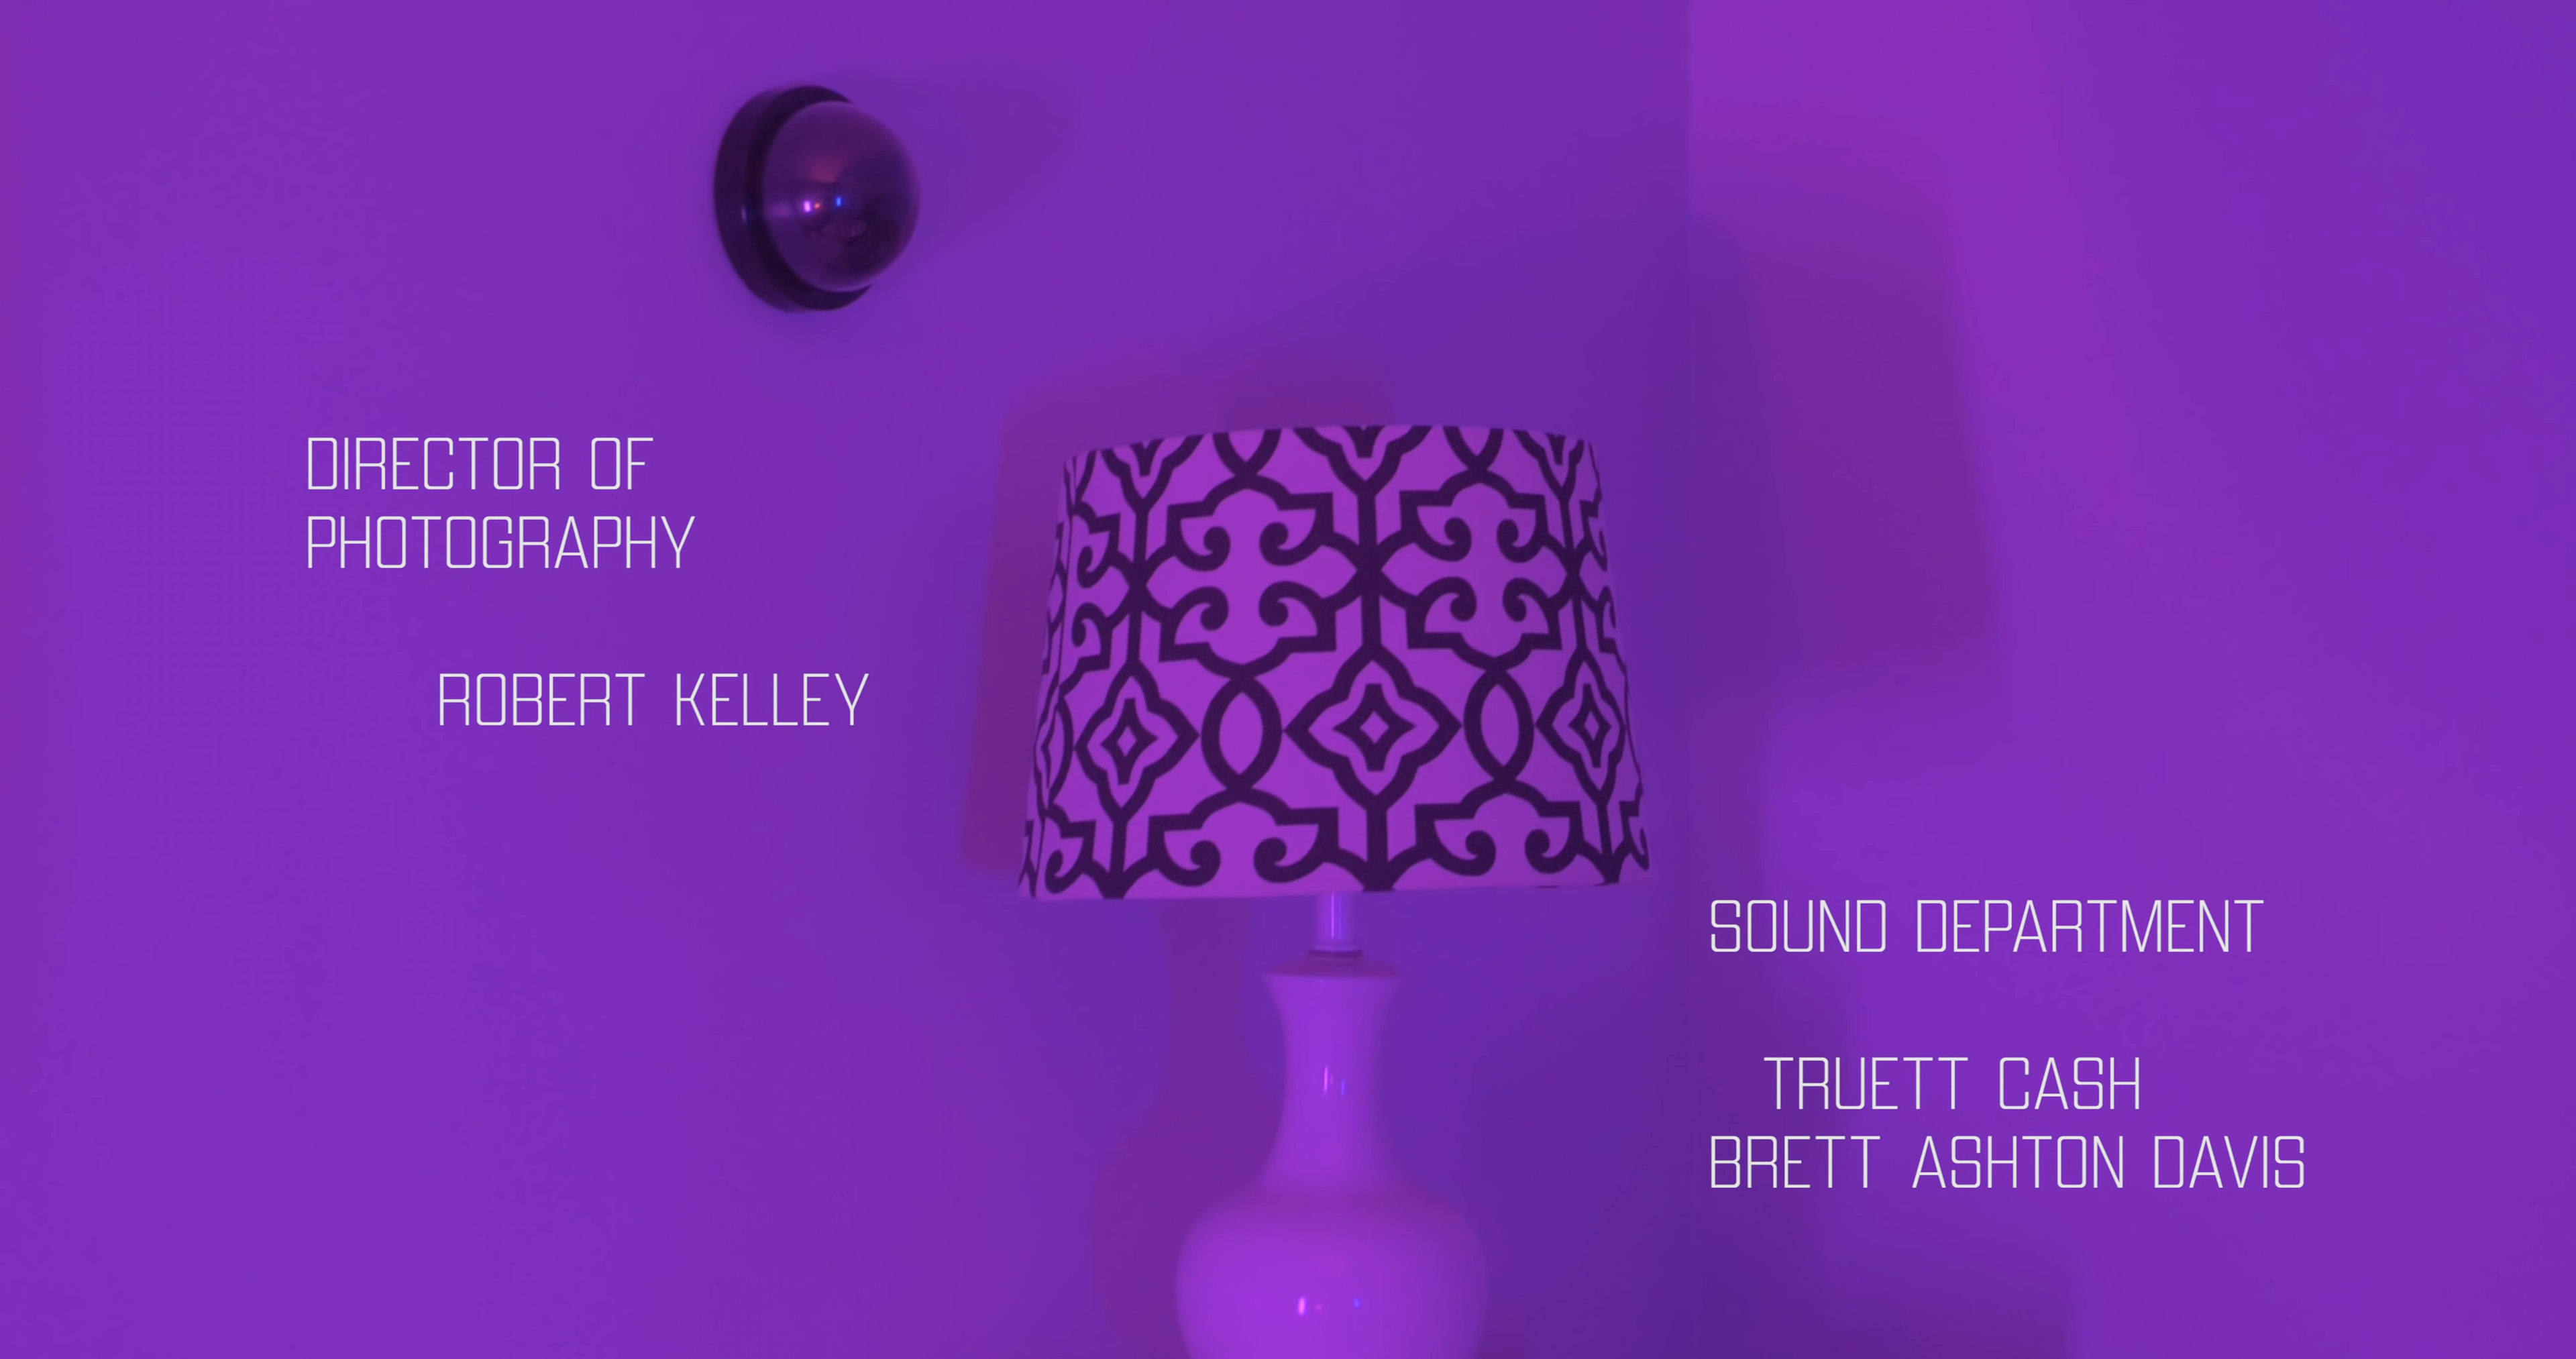 DIRECTOR OF
PHOTOGRAPHY
ROBERT KELLEY
SOUND DEPARTMENT
TRUETT CASH
BRETT ASHTON DAVIS